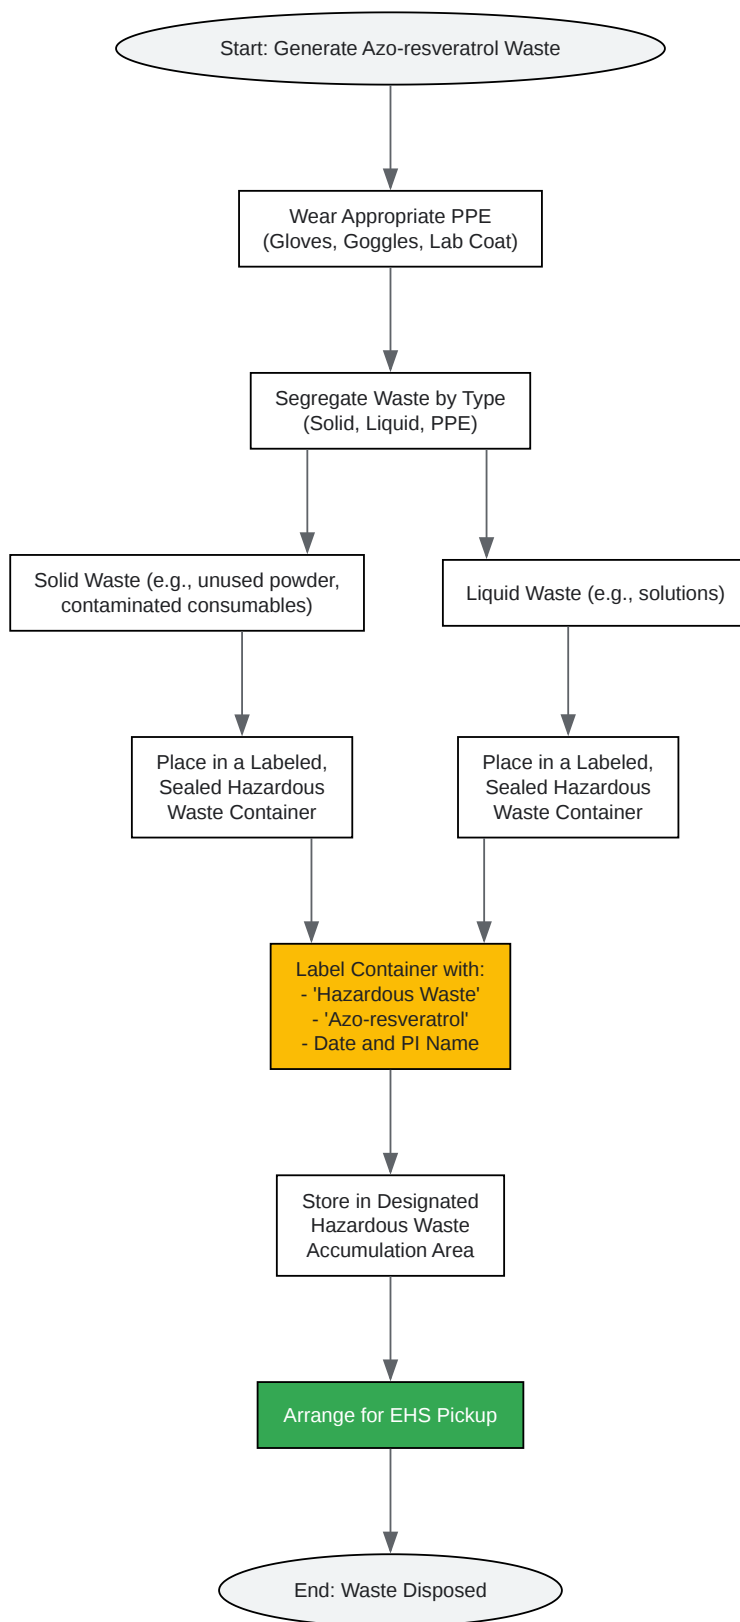 Start: Generate Azo-resveratrol Waste
Wear Appropriate PPE
(Gloves, Goggles, Lab Coat)
Segregate Waste by Type
(Solid, Liquid, PPE)
Solid Waste (e.g., unused powder,
contaminated consumables)
Liquid Waste (e.g., solutions)
Place in a Labeled,
Sealed Hazardous
Waste Container
Place in a Labeled,
Sealed Hazardous
Waste Container
Label Container with:
- 'Hazardous Waste'
- 'Azo-resveratrol'
- Date and PI Name
Store in Designated
Hazardous Waste
Accumulation Area
Arrange for EHS Pickup
End: Waste Disposed